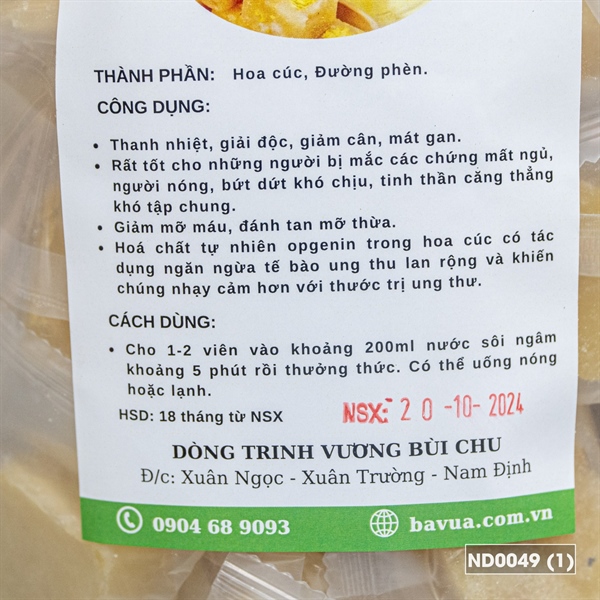 THÀNH PHẦN: Hoa cúc, Đường phèn.
CÔNG DỤNG:
• Thanh nhiệt, giải độc, giảm cân, mát gan.
• Rất tốt cho những người bị mắc các chứng mất ngủ,
người nóng, bứt dứt khó chịu, tinh thần căng thẳng
khó tập chung.
• Giảm mỡ máu, đánh tan mỡ thừa.
• Hoá chất tự nhiên opgenin trong hoa cúc có tác
dụng ngăn ngừa tế bào ung thu lan rộng và khiến
chúng nhạy cảm hơn với thước trị ung thư.
CÁCH DÙNG:
• Cho 1-2 viên vào khoảng 200ml nước sôi ngâm
khoảng 5 phút rồi thưởng thức. Có thể uống nóng
hoặc lạnh.
HSD: 18 tháng từ NSX
NSX: 20-10-2024
DÒNG TRINH VƯƠNG BÙI CHU
Đ/c: Xuân Ngọc - Xuân Trường - Nam Định
0904 68 9093
bavua.com.vn
ND0049 (1)